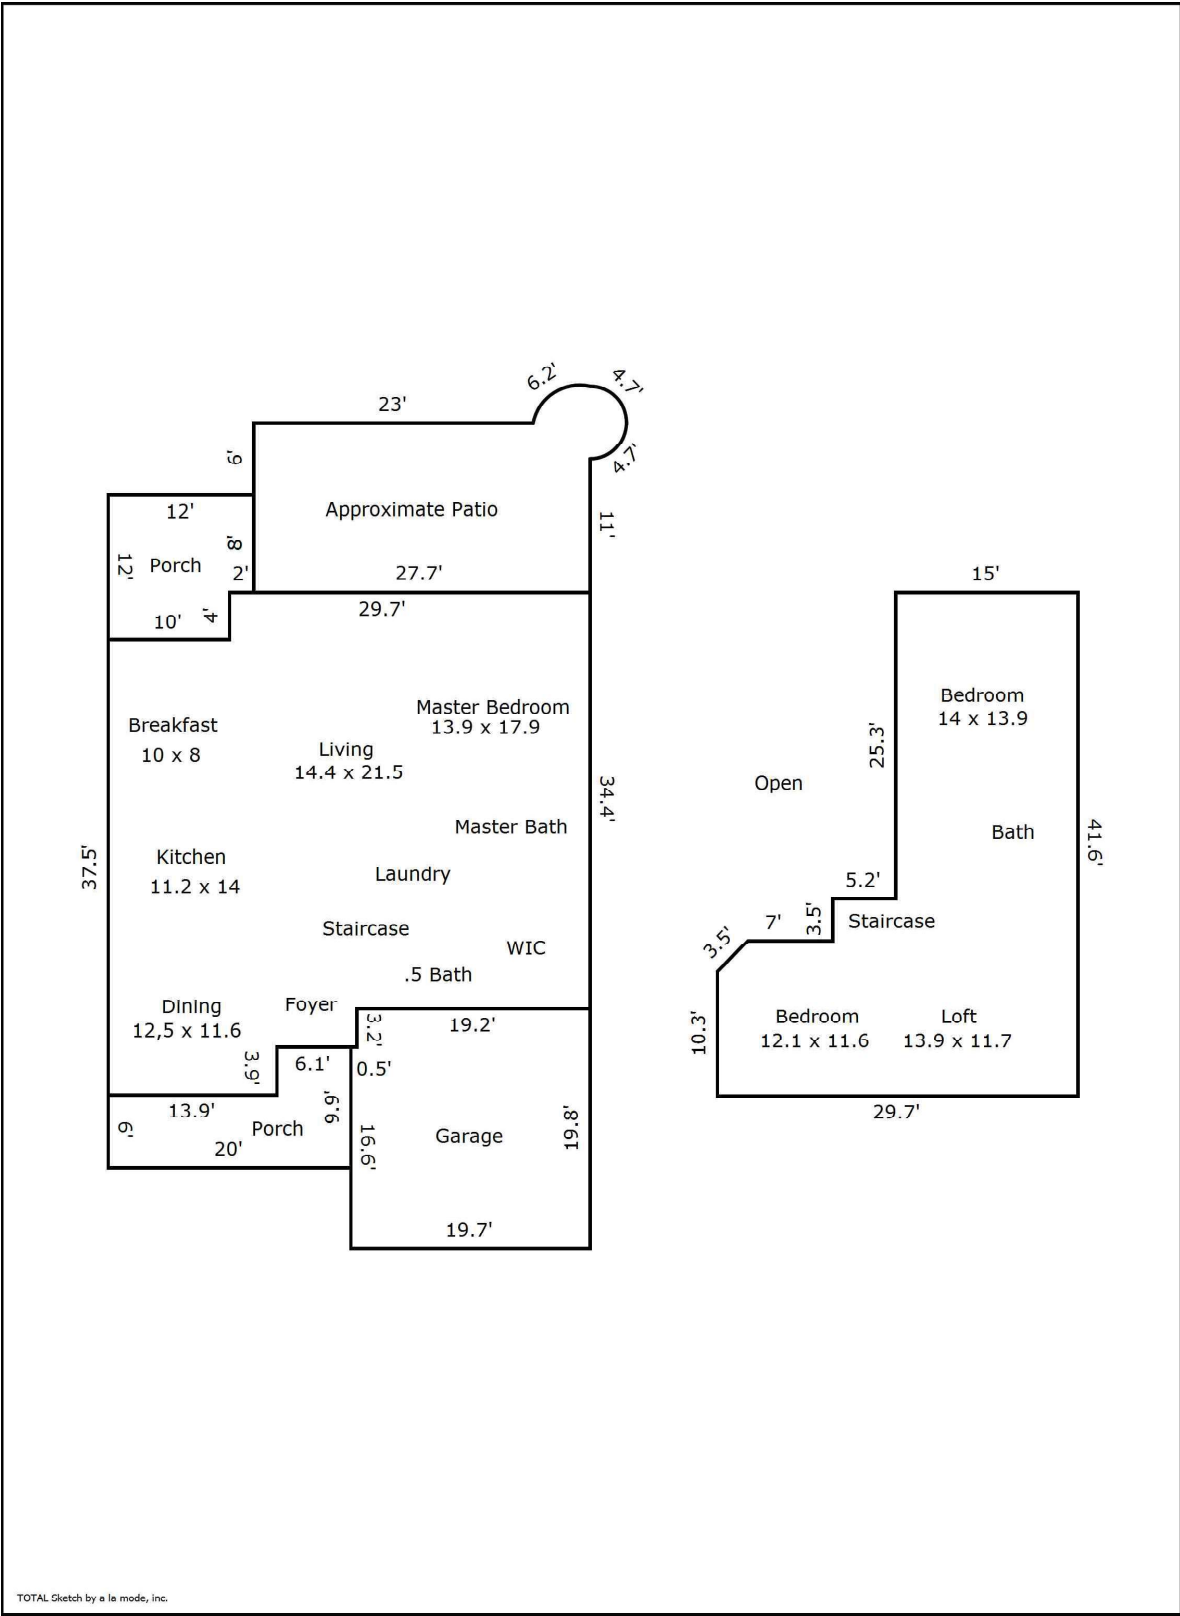 6.2'
4.7'
23'
4.7'
6'
12'
Approximate Patio
11'
8'
12'
Porch
2'
27.7'
15'
29.7'
10'
4'
Bedroom
14 x 13.9
Master Bedroom
13.9 x 17.9
Breakfast
10 x 8
Living
14.4 x 21.5
25.3'
Open
34.4'
Master Bath
Bath
41.6'
37.5'
Kitchen
11.2 x 14
Laundry
5.2'
Staircase
7'
3.5'
Staircase
3.5'
WIC
.5 Bath
Dining
12,5 x 11.6
Foyer
3.2'
19.2'
10.3'
Bedroom
12.1 x 11.6
Loft
13.9 x 11.7
3.9'
6.1'
0.5'
13.9'
9.9'
29.7'
6'
Porch
20'
16.6'
Garage
19.8'
19.7'
TOTAL Sketch by a la mode, inc.